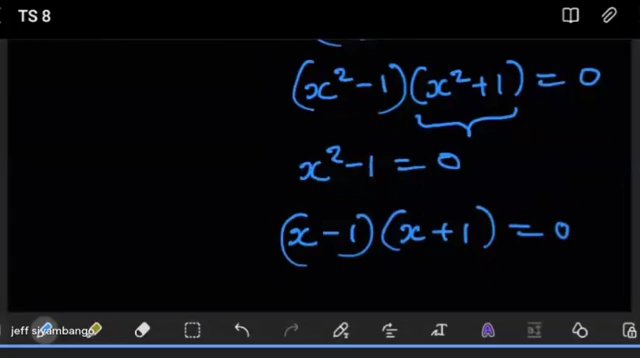 TS 8
(x²-1)(x²+1) = 0
x²-1 = 0
(x-1)(x+1) = 0
jeff siyambango